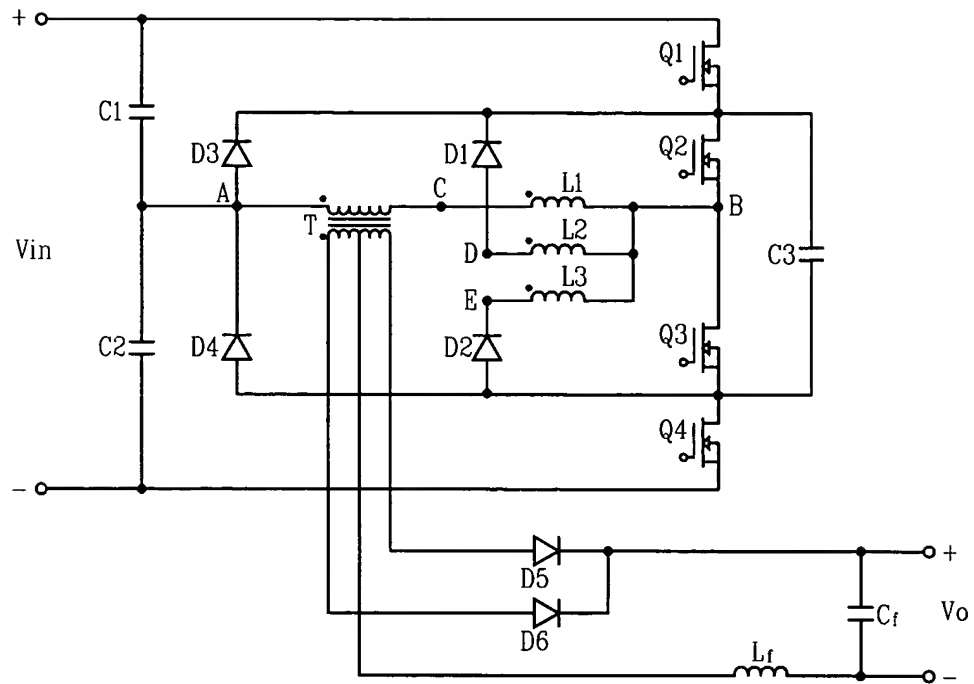 +
Q1
C1
D3
D1
Q2
A
C
L1
B
T
Vin
D
L2
C3
L3
E
C2
D4
D2
Q3
Q4
-
D5
+
D6
Cf
Vo
Lf
-